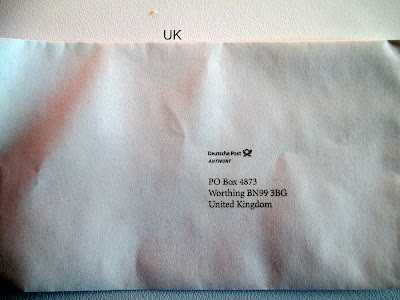 UK
Deutsche Post
ANTWORT
PO Box 4873
Worthing BN99 3BG
United Kingdom